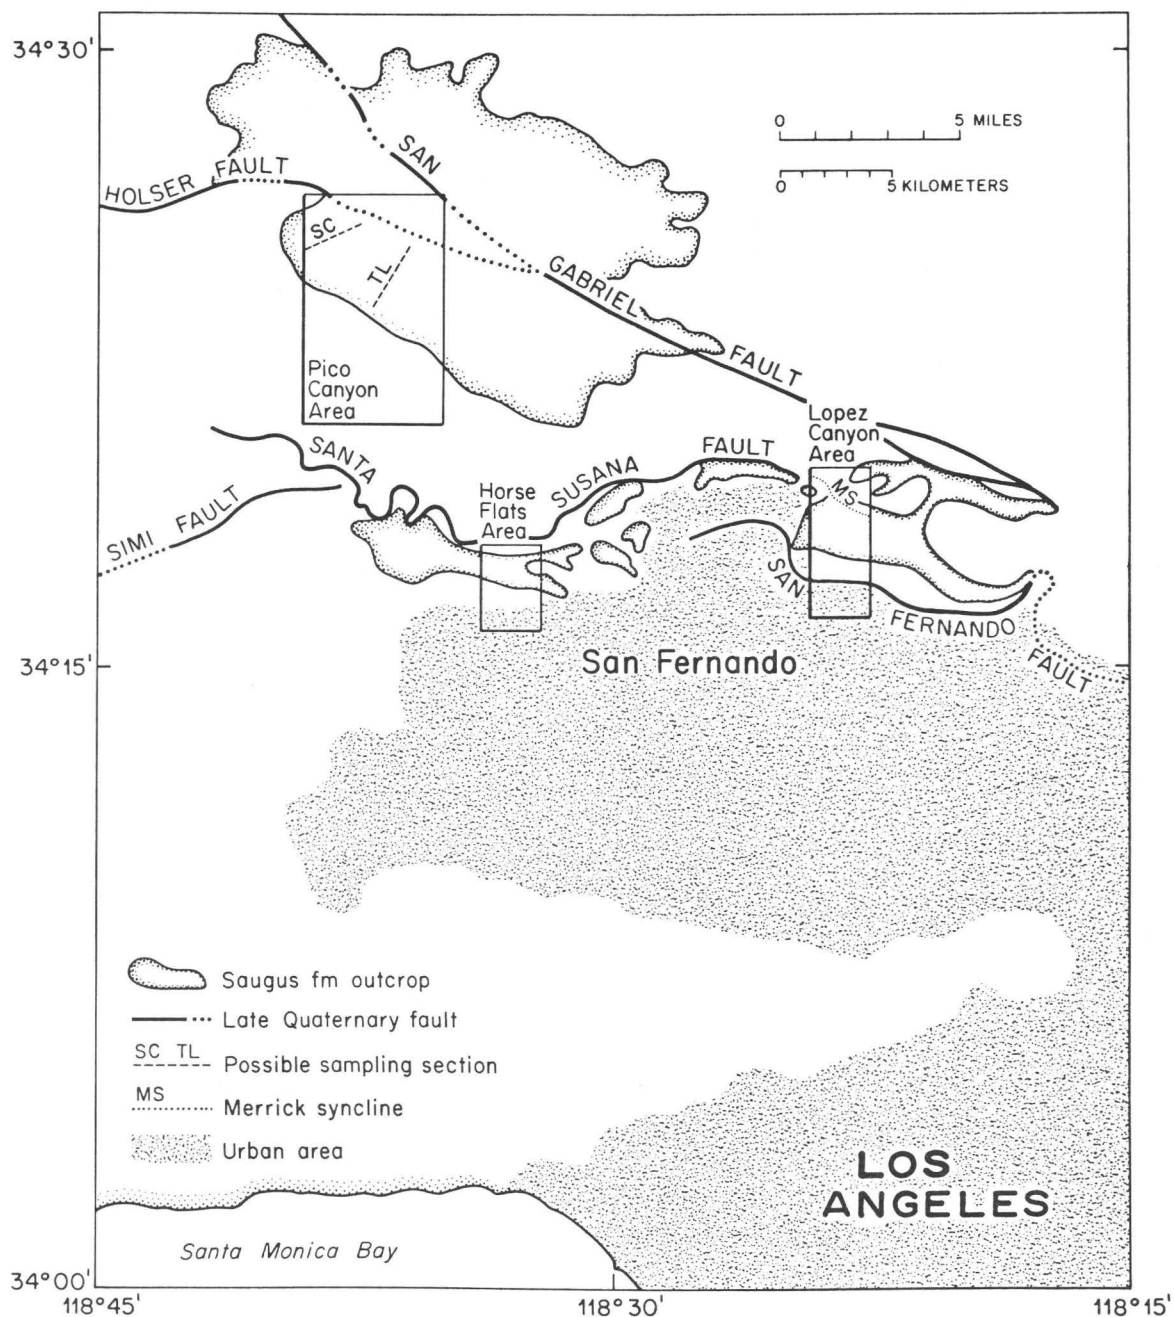 34°30'
0 5 MILES
0 5 KILOMETERS
HOLSER FAULT
SAN GABRIEL FAULT
SC
TL
Pico
Canyon
Area
Lopez
Canyon
Area
SANTA SUSANA FAULT
MS
SIMI FAULT
Horse
Flats
Area
SAN FERNANDO FAULT
34°15'
San Fernando
Saugus fm outcrop
Late Quaternary fault
SC TL Possible sampling section
MS Merrick syncline
Urban area
LOS
ANGELES
Santa Monica Bay
34°00'
118°45' 118°30' 118°15'